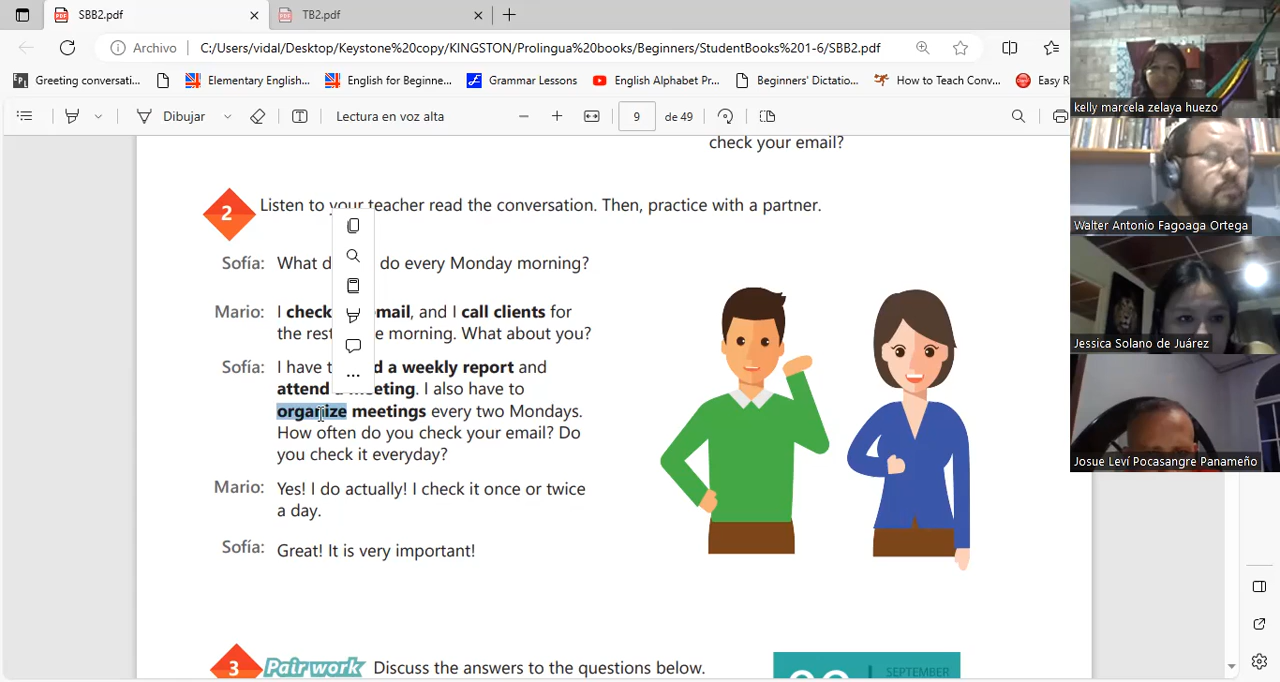 SBB2.pdf
TB2.pdf
Archivo
C:/Users/vidal/Desktop/Keystone%20copy/KINGSTON/Prolingua%20books/Beginners/StudentBooks%201-6/SBB2.pdf
Greeting conversati...
Elementary English...
English for Beginne...
Grammar Lessons
English Alphabet Pr...
Beginners' Dictatio...
How to Teach Conv...
Easy R
Dibujar
Lectura en voz alta
9
de 49
check your email?
2
Listen to your teacher read the conversation. Then, practice with a partner.
Sofía: What d do every Monday morning?
Mario: I check mail, and I call clients for
the rest e morning. What about you?
Sofía: I have t d a weekly report and
attend a meeting. I also have to
organize meetings every two Mondays.
How often do you check your email? Do
you check it everyday?
Mario: Yes! I do actually! I check it once or twice
a day.
Sofía: Great! It is very important!
3
Pair work
Discuss the answers to the questions below.
SEPTEMBER
kelly marcela zelaya huezo
Walter Antonio Fagoaga Ortega
Jessica Solano de Juárez
Josue Leví Pocasangre Panameño